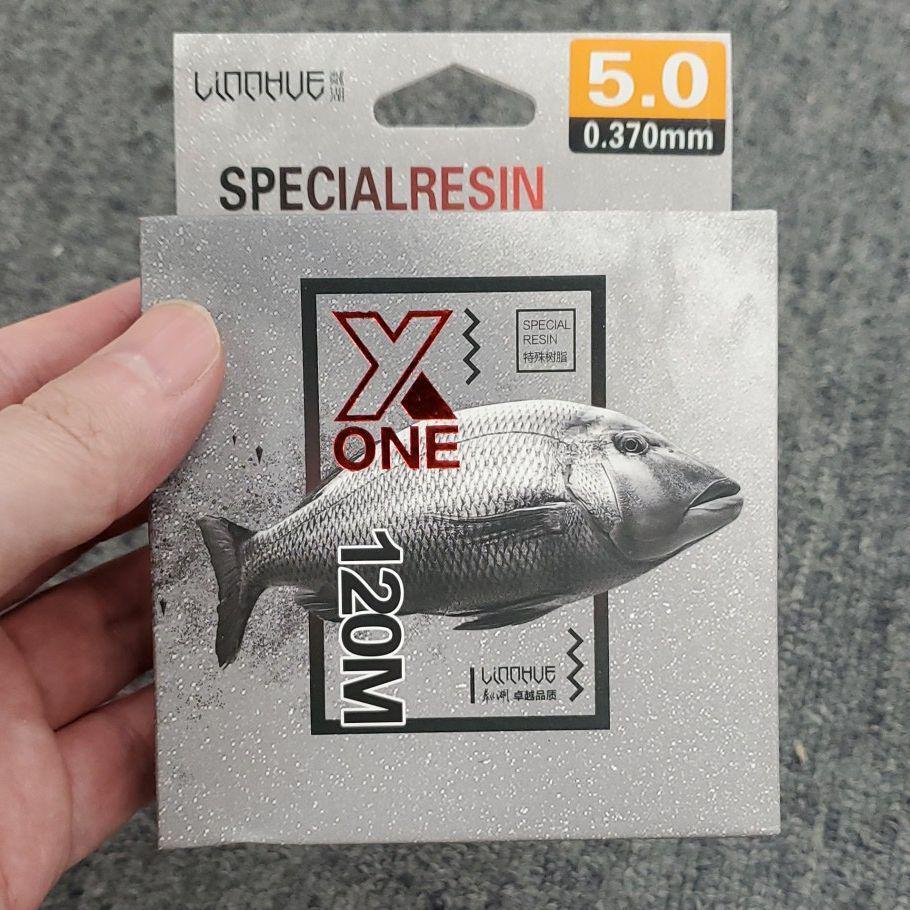 LINNHUE
5.0
0.370mm
SPECIALRESIN
X
ONE
SPECIAL
RESIN
特殊树脂
120M
LINNHUE
卓越品质